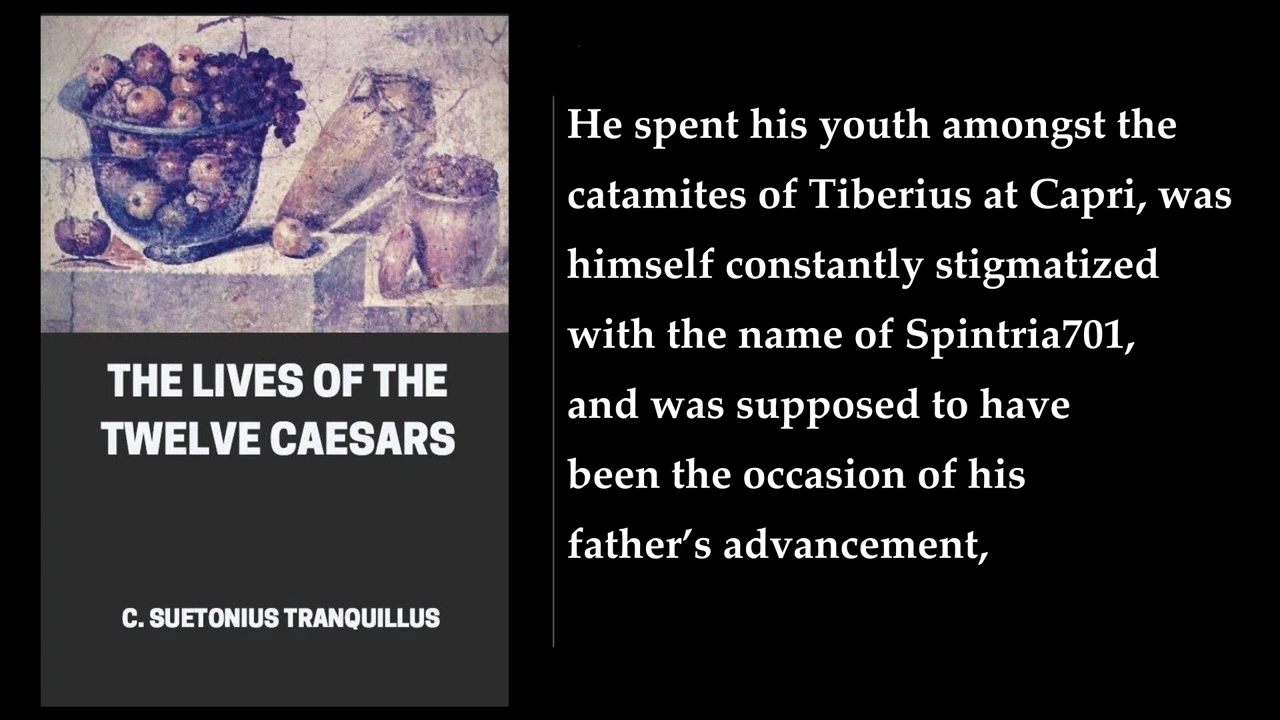 THE LIVES OF THE
TWELVE CAESARS
C. SUETONIUS TRANQUILLUS
He spent his youth amongst the
catamites of Tiberius at Capri, was
himself constantly stigmatized
with the name of Spintria701,
and was supposed to have
been the occasion of his
father’s advancement,